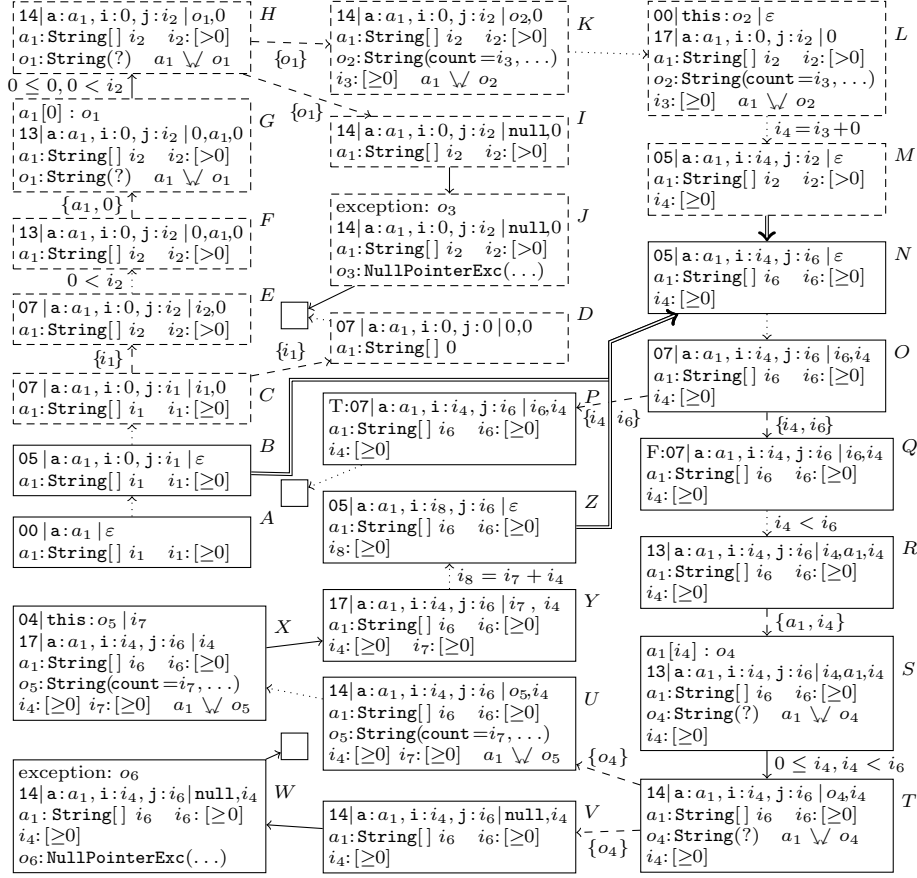 14|a:a₁, i:0, j:i₂|o₁,0
a₁:String[] i₂ i₂:[>0]
o₁:String(?) a₁ \↙/ o₁
H
0 ≤ 0, 0 < i₂
{o₁}
{o₁}
14|a:a₁, i:0, j:i₂|o₂,0
a₁:String[] i₂ i₂:[>0]
o₂:String(count=i₃,...)
i₃:[≥0] a₁ \↙/ o₂
K
00|this:o₂|ε
17|a:a₁, i:0, j:i₂|0
a₁:String[] i₂ i₂:[>0]
o₂:String(count=i₃,...)
i₃:[≥0] a₁ \↙/ o₂
L
i₄=i₃+0
a₁[0] : o₁
13|a:a₁, i:0, j:i₂|0,a₁,0
a₁:String[] i₂ i₂:[>0]
o₁:String(?) a₁ \↙/ o₁
G
{a₁, 0}
14|a:a₁, i:0, j:i₂|null,0
a₁:String[] i₂ i₂:[>0]
I
05|a:a₁, i:i₄, j:i₂|ε
a₁:String[] i₂ i₂:[>0]
i₄:[≥0]
M
13|a:a₁, i:0, j:i₂|0,a₁,0
a₁:String[] i₂ i₂:[>0]
F
0 < i₂
exception: o₃
14|a:a₁, i:0, j:i₂|null,0
a₁:String[] i₂ i₂:[>0]
o₃:NullPointerExc(...)
J
05|a:a₁, i:i₄, j:i₆|ε
a₁:String[] i₆ i₆:[≥0]
i₄:[≥0]
N
07|a:a₁, i:0, j:i₂|i₂,0
a₁:String[] i₂ i₂:[>0]
E
{i₁}
{i₁}
07|a:a₁, i:0, j:0|0,0
a₁:String[] 0
D
07|a:a₁, i:i₄, j:i₆|i₆,i₄
a₁:String[] i₆ i₆:[≥0]
i₄:[≥0]
O
{i₄, i₆}
{i₄, i₆}
07|a:a₁, i:0, j:i₁|i₁,0
a₁:String[] i₁ i₁:[≥0]
C
T:07|a:a₁, i:i₄, j:i₆|i₆,i₄
a₁:String[] i₆ i₆:[≥0]
i₄:[≥0]
P
05|a:a₁, i:0, j:i₁|ε
a₁:String[] i₁ i₁:[≥0]
B
F:07|a:a₁, i:i₄, j:i₆|i₆,i₄
a₁:String[] i₆ i₆:[≥0]
i₄:[≥0]
Q
i₄ < i₆
00|a:a₁|ε
a₁:String[] i₁ i₁:[≥0]
A
05|a:a₁, i:i₈, j:i₆|ε
a₁:String[] i₆ i₆:[≥0]
i₈:[≥0]
Z
i₈ = i₇ + i₄
13|a:a₁, i:i₄, j:i₆|i₄,a₁,i₄
a₁:String[] i₆ i₆:[≥0]
i₄:[≥0]
R
{a₁, i₄}
04|this:o₅|i₇
17|a:a₁, i:i₄, j:i₆|i₄
a₁:String[] i₆ i₆:[≥0]
o₅:String(count=i₇,...)
i₄:[≥0] i₇:[≥0] a₁ \↙/ o₅
X
17|a:a₁, i:i₄, j:i₆|i₇ , i₄
a₁:String[] i₆ i₆:[≥0]
i₄:[≥0] i₇:[≥0]
Y
a₁[i₄] : o₄
13|a:a₁, i:i₄, j:i₆|i₄,a₁,i₄
a₁:String[] i₆ i₆:[≥0]
o₄:String(?) a₁ \↙/ o₄
i₄:[≥0]
S
0 ≤ i₄, i₄ < i₆
14|a:a₁, i:i₄, j:i₆|o₅,i₄
a₁:String[] i₆ i₆:[≥0]
o₅:String(count=i₇,...)
i₄:[≥0] i₇:[≥0] a₁ \↙/ o₅
U
{o₄}
exception: o₆
14|a:a₁, i:i₄, j:i₆|null,i₄
a₁: String[] i₆ i₆: [≥0]
i₄:[≥0]
o₆:NullPointerExc(...)
W
14|a:a₁, i:i₄, j:i₆|null,i₄
a₁:String[] i₆ i₆:[≥0]
i₄:[≥0]
V
{o₄}
14|a:a₁, i:i₄, j:i₆|o₄,i₄
a₁:String[] i₆ i₆:[≥0]
o₄:String(?) a₁ \↙/ o₄
i₄:[≥0]
T